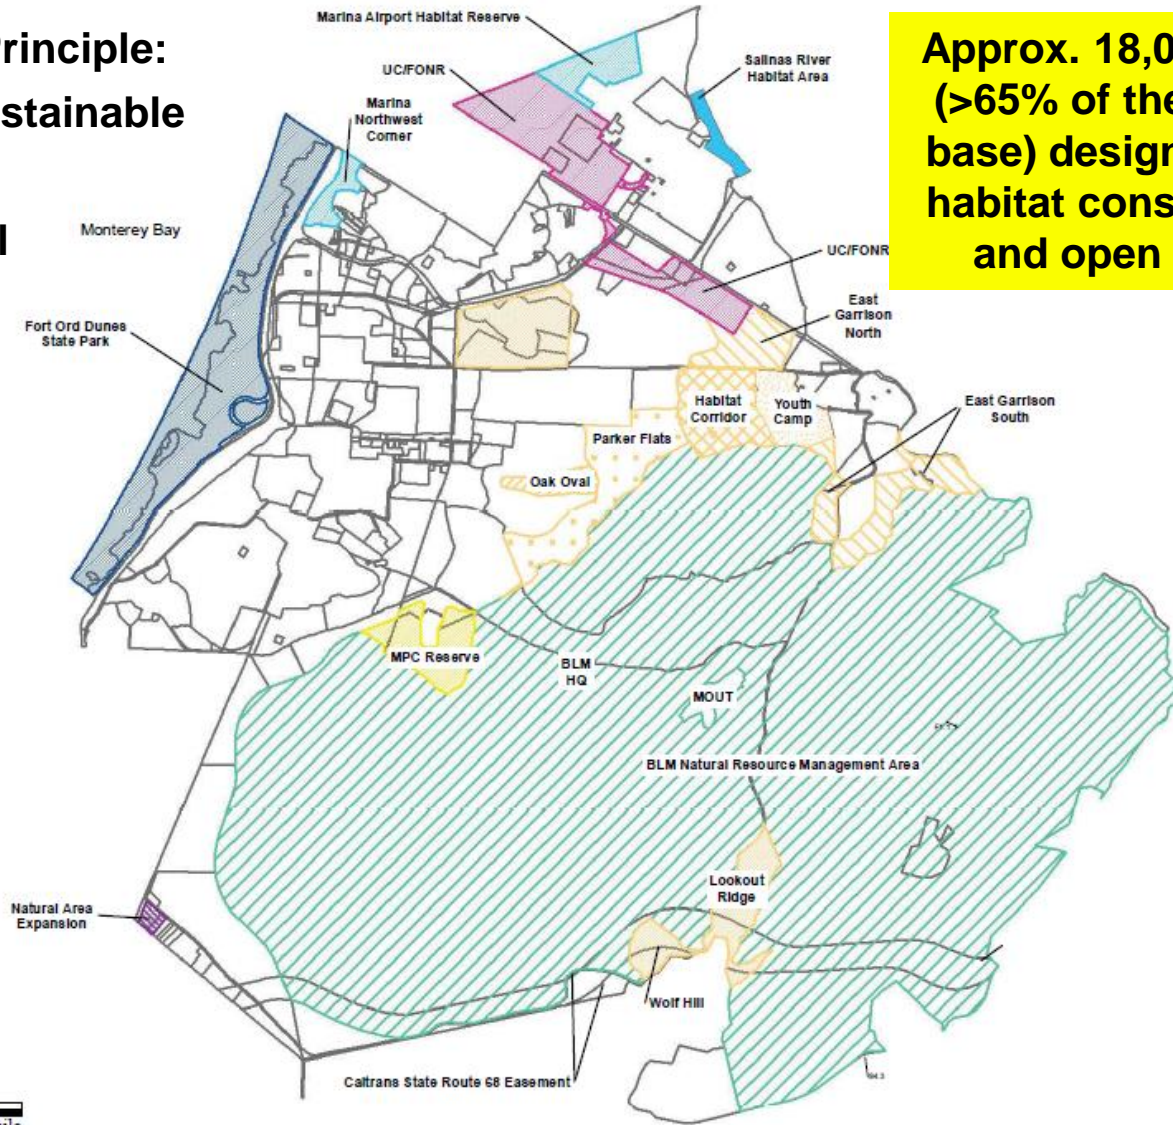 Principle:
stainable
Approx. 18,0
(>65% of the
base) design
habitat cons
and open
Marina Airport Habitat Reserve
UC/FONR
Marina
Northwest
Corner
Salinas River
Habitat Area
Monterey Bay
UC/FONR
East
Garrison
North
Fort Ord Dunes
State Park
Habitat
Corridor
Youth
Camp
East Garrison
South
Parker Flats
Oak Oval
MPC Reserve
BLM
HQ
MOUT
BLM Natural Resource Management Area
Lookout
Ridge
Natural Area
Expansion
Wolf Hill
Caltrans State Route 68 Easement